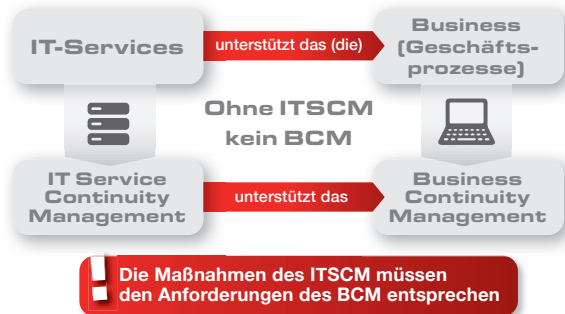 IT-Services
unterstützt das (die)
Business
(Geschäfts-
prozesse)
Ohne ITSCM
kein BCM
IT Service
Continuity
Management
unterstützt das
Business
Continuity
Management
! Die Maßnahmen des ITSCM müssen
den Anforderungen des BCM entsprechen